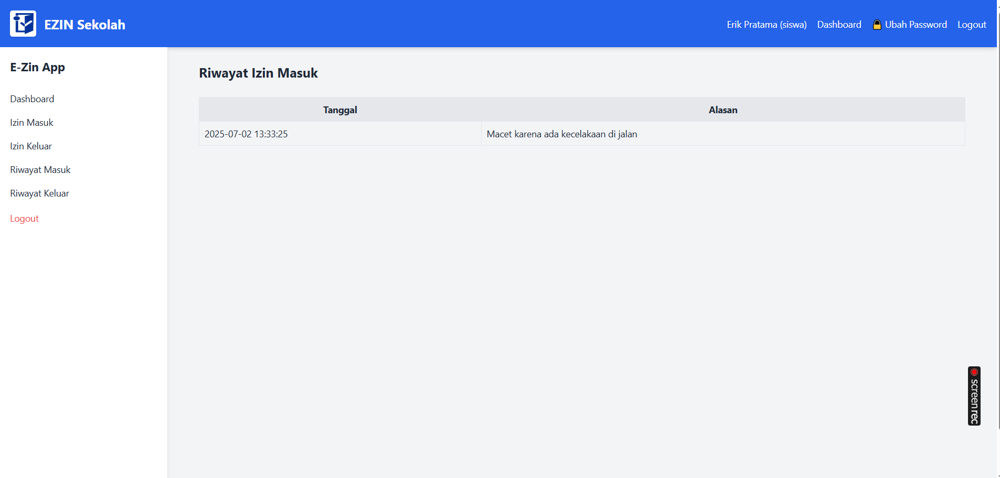 EZIN Sekolah
Erik Pratama (siswa) Dashboard Ubah Password Logout
E-Zin App
Dashboard
Izin Masuk
Izin Keluar
Riwayat Masuk
Riwayat Keluar
Logout
Riwayat Izin Masuk
Tanggal Alasan
2025-07-02 13:33:25 Macet karena ada kecelakaan di jalan
screenrec